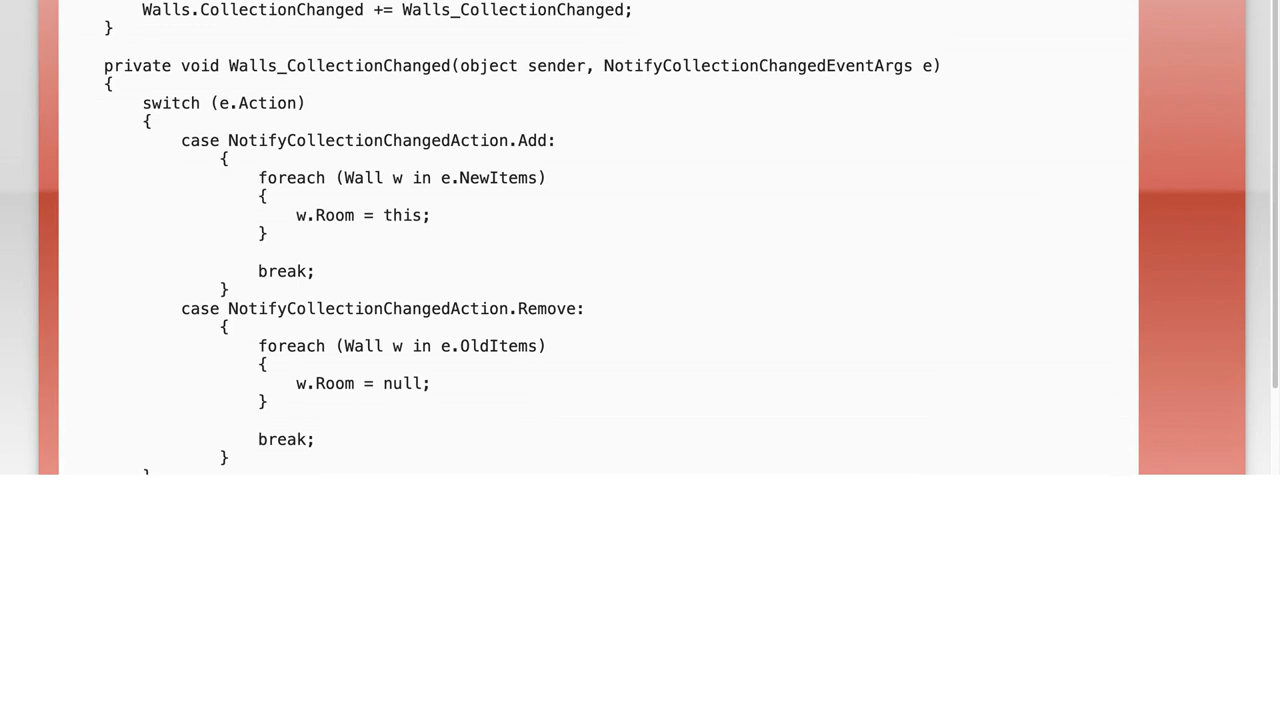 Walls.CollectionChanged += Walls_CollectionChanged;
}
private void Walls_CollectionChanged(object sender, NotifyCollectionChangedEventArgs e)
{
switch (e.Action)
{
case NotifyCollectionChangedAction.Add:
{
foreach (Wall w in e.NewItems)
{
w.Room = this;
}
break;
}
case NotifyCollectionChangedAction.Remove:
{
foreach (Wall w in e.OldItems)
{
w.Room = null;
}
break;
}
}